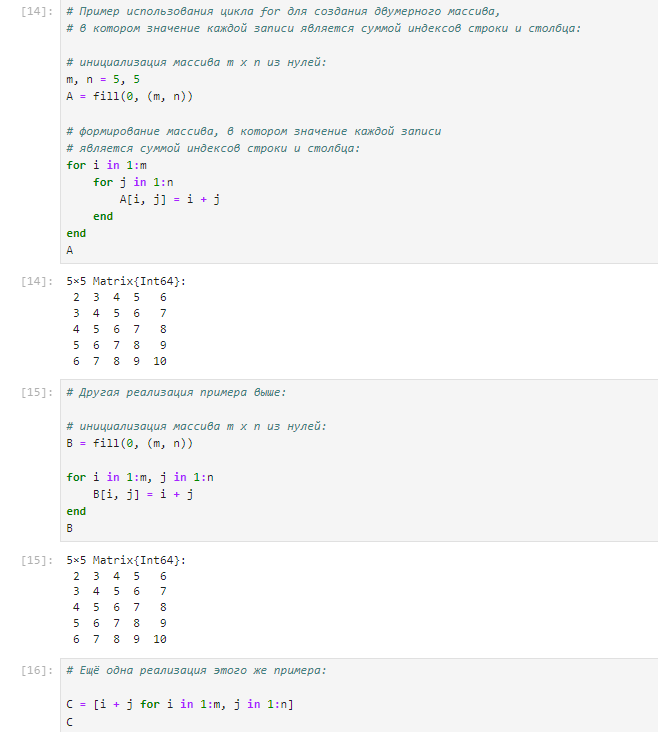 [14]: # Пример использования цикла for для создания двумерного массива,
# в котором значение каждой записи является суммой индексов строки и столбца:
# инициализация массива m x n из нулей:
m, n = 5, 5
A = fill(0, (m, n))
# формирование массива, в котором значение каждой записи
# является суммой индексов строки и столбца:
for i in 1:m
for j in 1:n
A[i, j] = i + j
end
end
A
[14]: 5×5 Matrix{Int64}:
2 3 4 5 6
3 4 5 6 7
4 5 6 7 8
5 6 7 8 9
6 7 8 9 10
[15]: # Другая реализация примера выше:
# инициализация массива m x n из нулей:
B = fill(0, (m, n))
for i in 1:m, j in 1:n
B[i, j] = i + j
end
B
[15]: 5×5 Matrix{Int64}:
2 3 4 5 6
3 4 5 6 7
4 5 6 7 8
5 6 7 8 9
6 7 8 9 10
[16]: # Ещё одна реализация этого же примера:
C = [i + j for i in 1:m, j in 1:n]
C